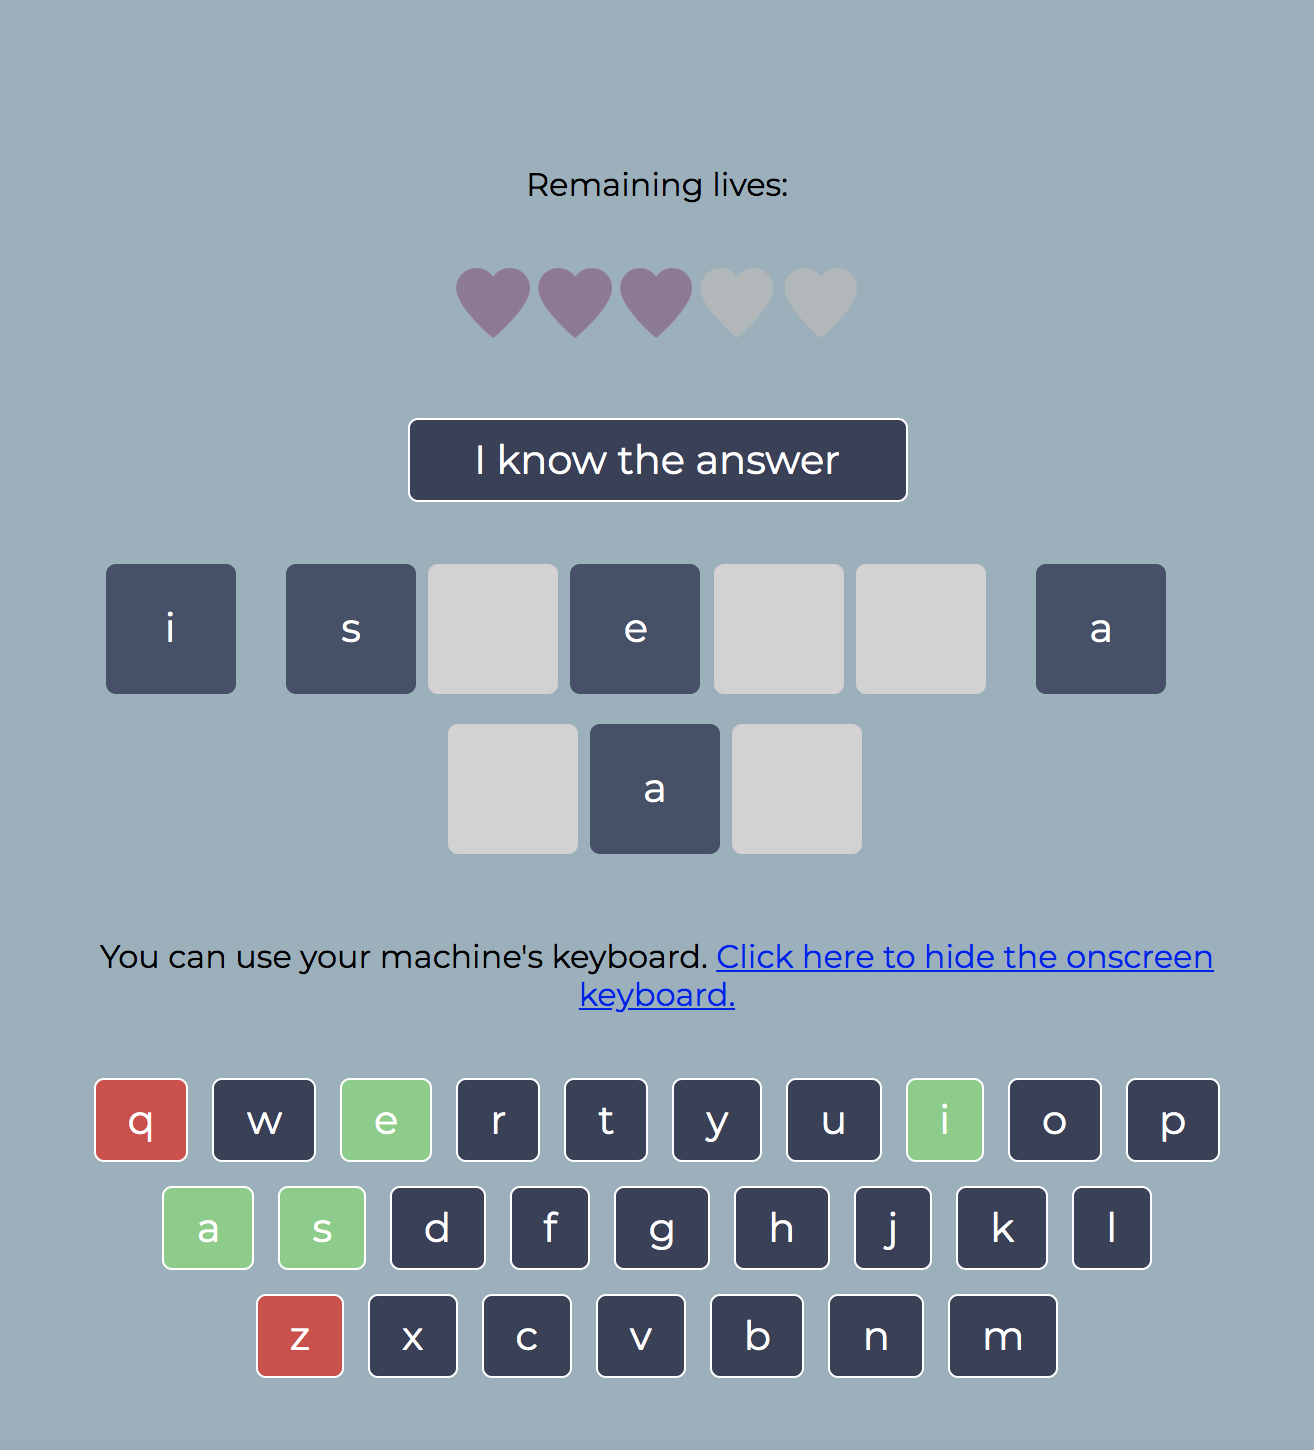 Remaining lives:
I know the answer
i s e a
a
You can use your machine's keyboard. Click here to hide the onscreen
keyboard.
q w e r t y u i o p
a s d f g h j k l
z x c v b n m